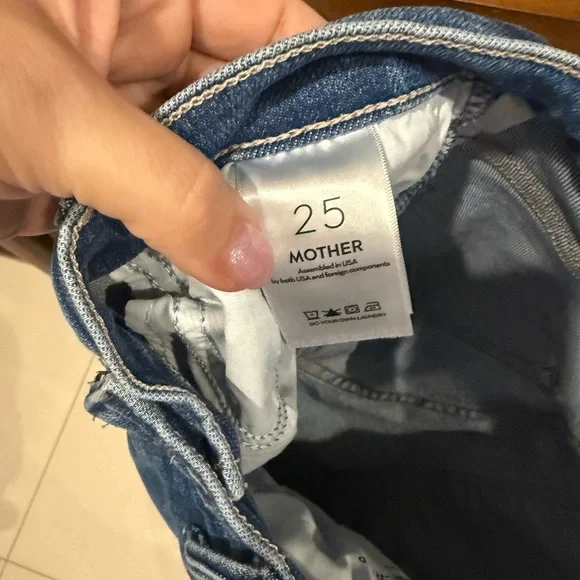 25
MOTHER
Assembled in USA
by both USA and foreign components
DO YOUR OWN LAUNDRY